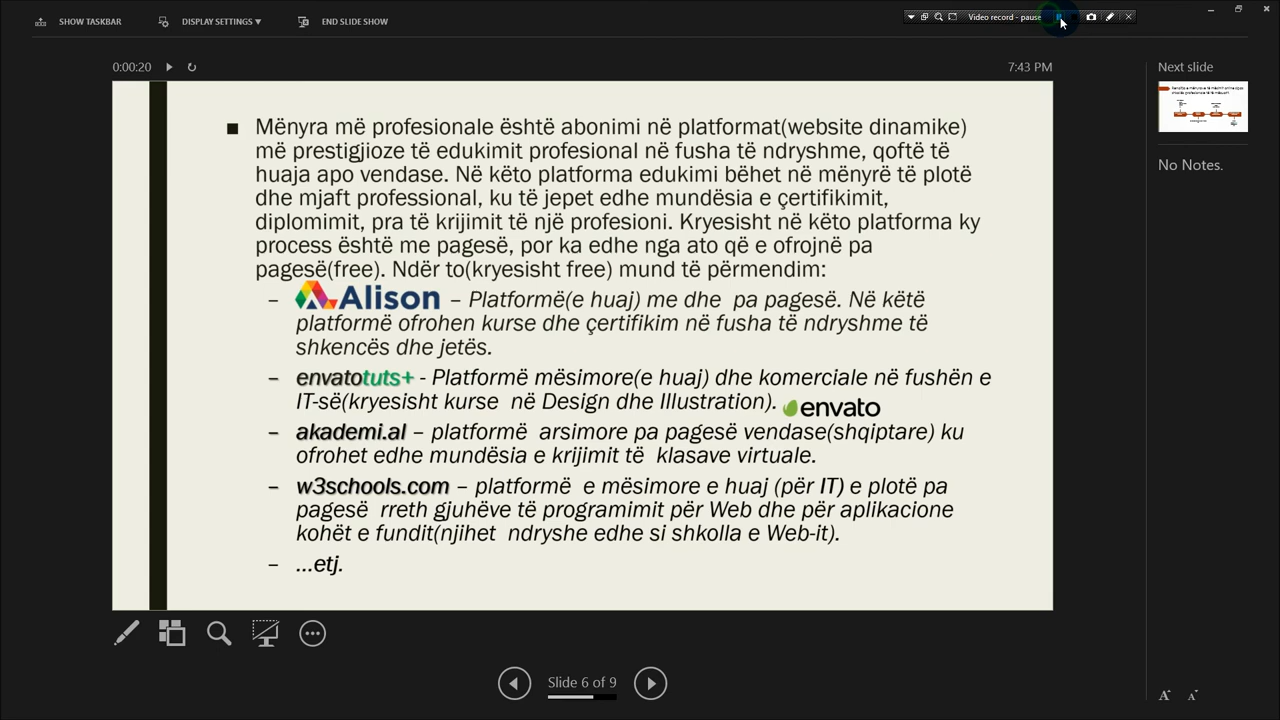 SHOW TASKBAR
DISPLAY SETTINGS ▼
END SLIDE SHOW
Video record - pause
0:00:20
7:43 PM
Next slide
No Notes.
■ Mënyra më profesionale është abonimi në platformat(website dinamike)
më prestigjioze të edukimit profesional në fusha të ndryshme, qoftë të
huaja apo vendase. Në këto platforma edukimi bëhet në mënyrë të plotë
dhe mjaft professional, ku të jepet edhe mundësia e çertifikimit,
diplomimit, pra të krijimit të një profesioni. Kryesisht në këto platforma ky
process është me pagesë, por ka edhe nga ato që e ofrojnë pa
pagesë(free). Ndër to(kryesisht free) mund të përmendim:
– Alison – Platformë(e huaj) me dhe pa pagesë. Në këtë
platformë ofrohen kurse dhe çertifikim në fusha të ndryshme të
shkencës dhe jetës.
– envatotuts+ - Platformë mësimore(e huaj) dhe komerciale në fushën e
IT-së(kryesisht kurse në Design dhe Illustration). envato
– akademi.al – platformë arsimore pa pagesë vendase(shqiptare) ku
ofrohet edhe mundësia e krijimit të klasave virtuale.
– w3schools.com – platformë e mësimore e huaj (për IT) e plotë pa
pagesë rreth gjuhëve të programimit për Web dhe për aplikacione
kohët e fundit(njihet ndryshe edhe si shkolla e Web-it).
– ...etj.
Slide 6 of 9
A A